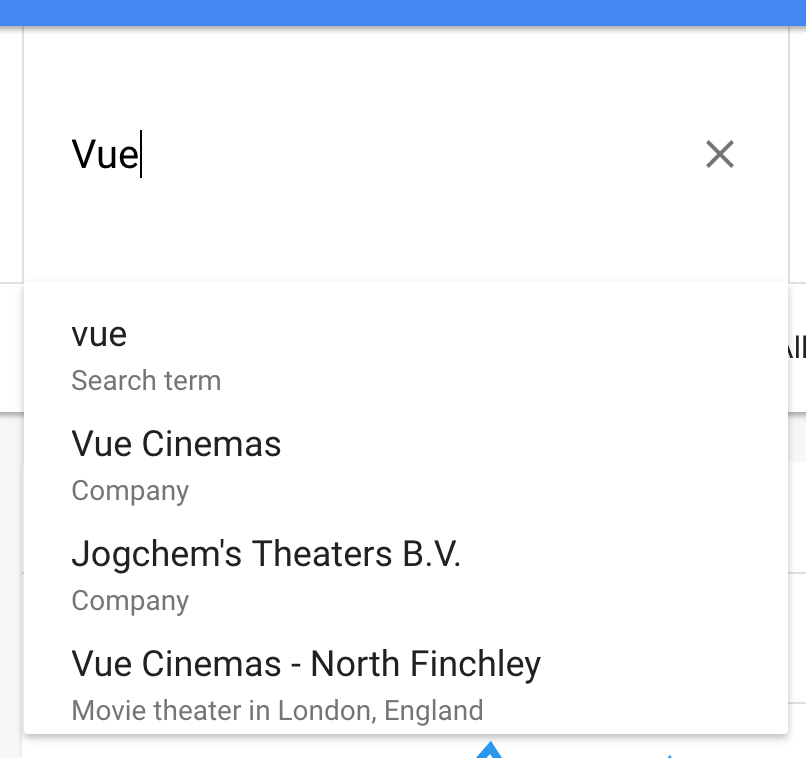 Vue
vue
Search term
All
Vue Cinemas
Company
Jogchem's Theaters B.V.
Company
Vue Cinemas - North Finchley
Movie theater in London, England